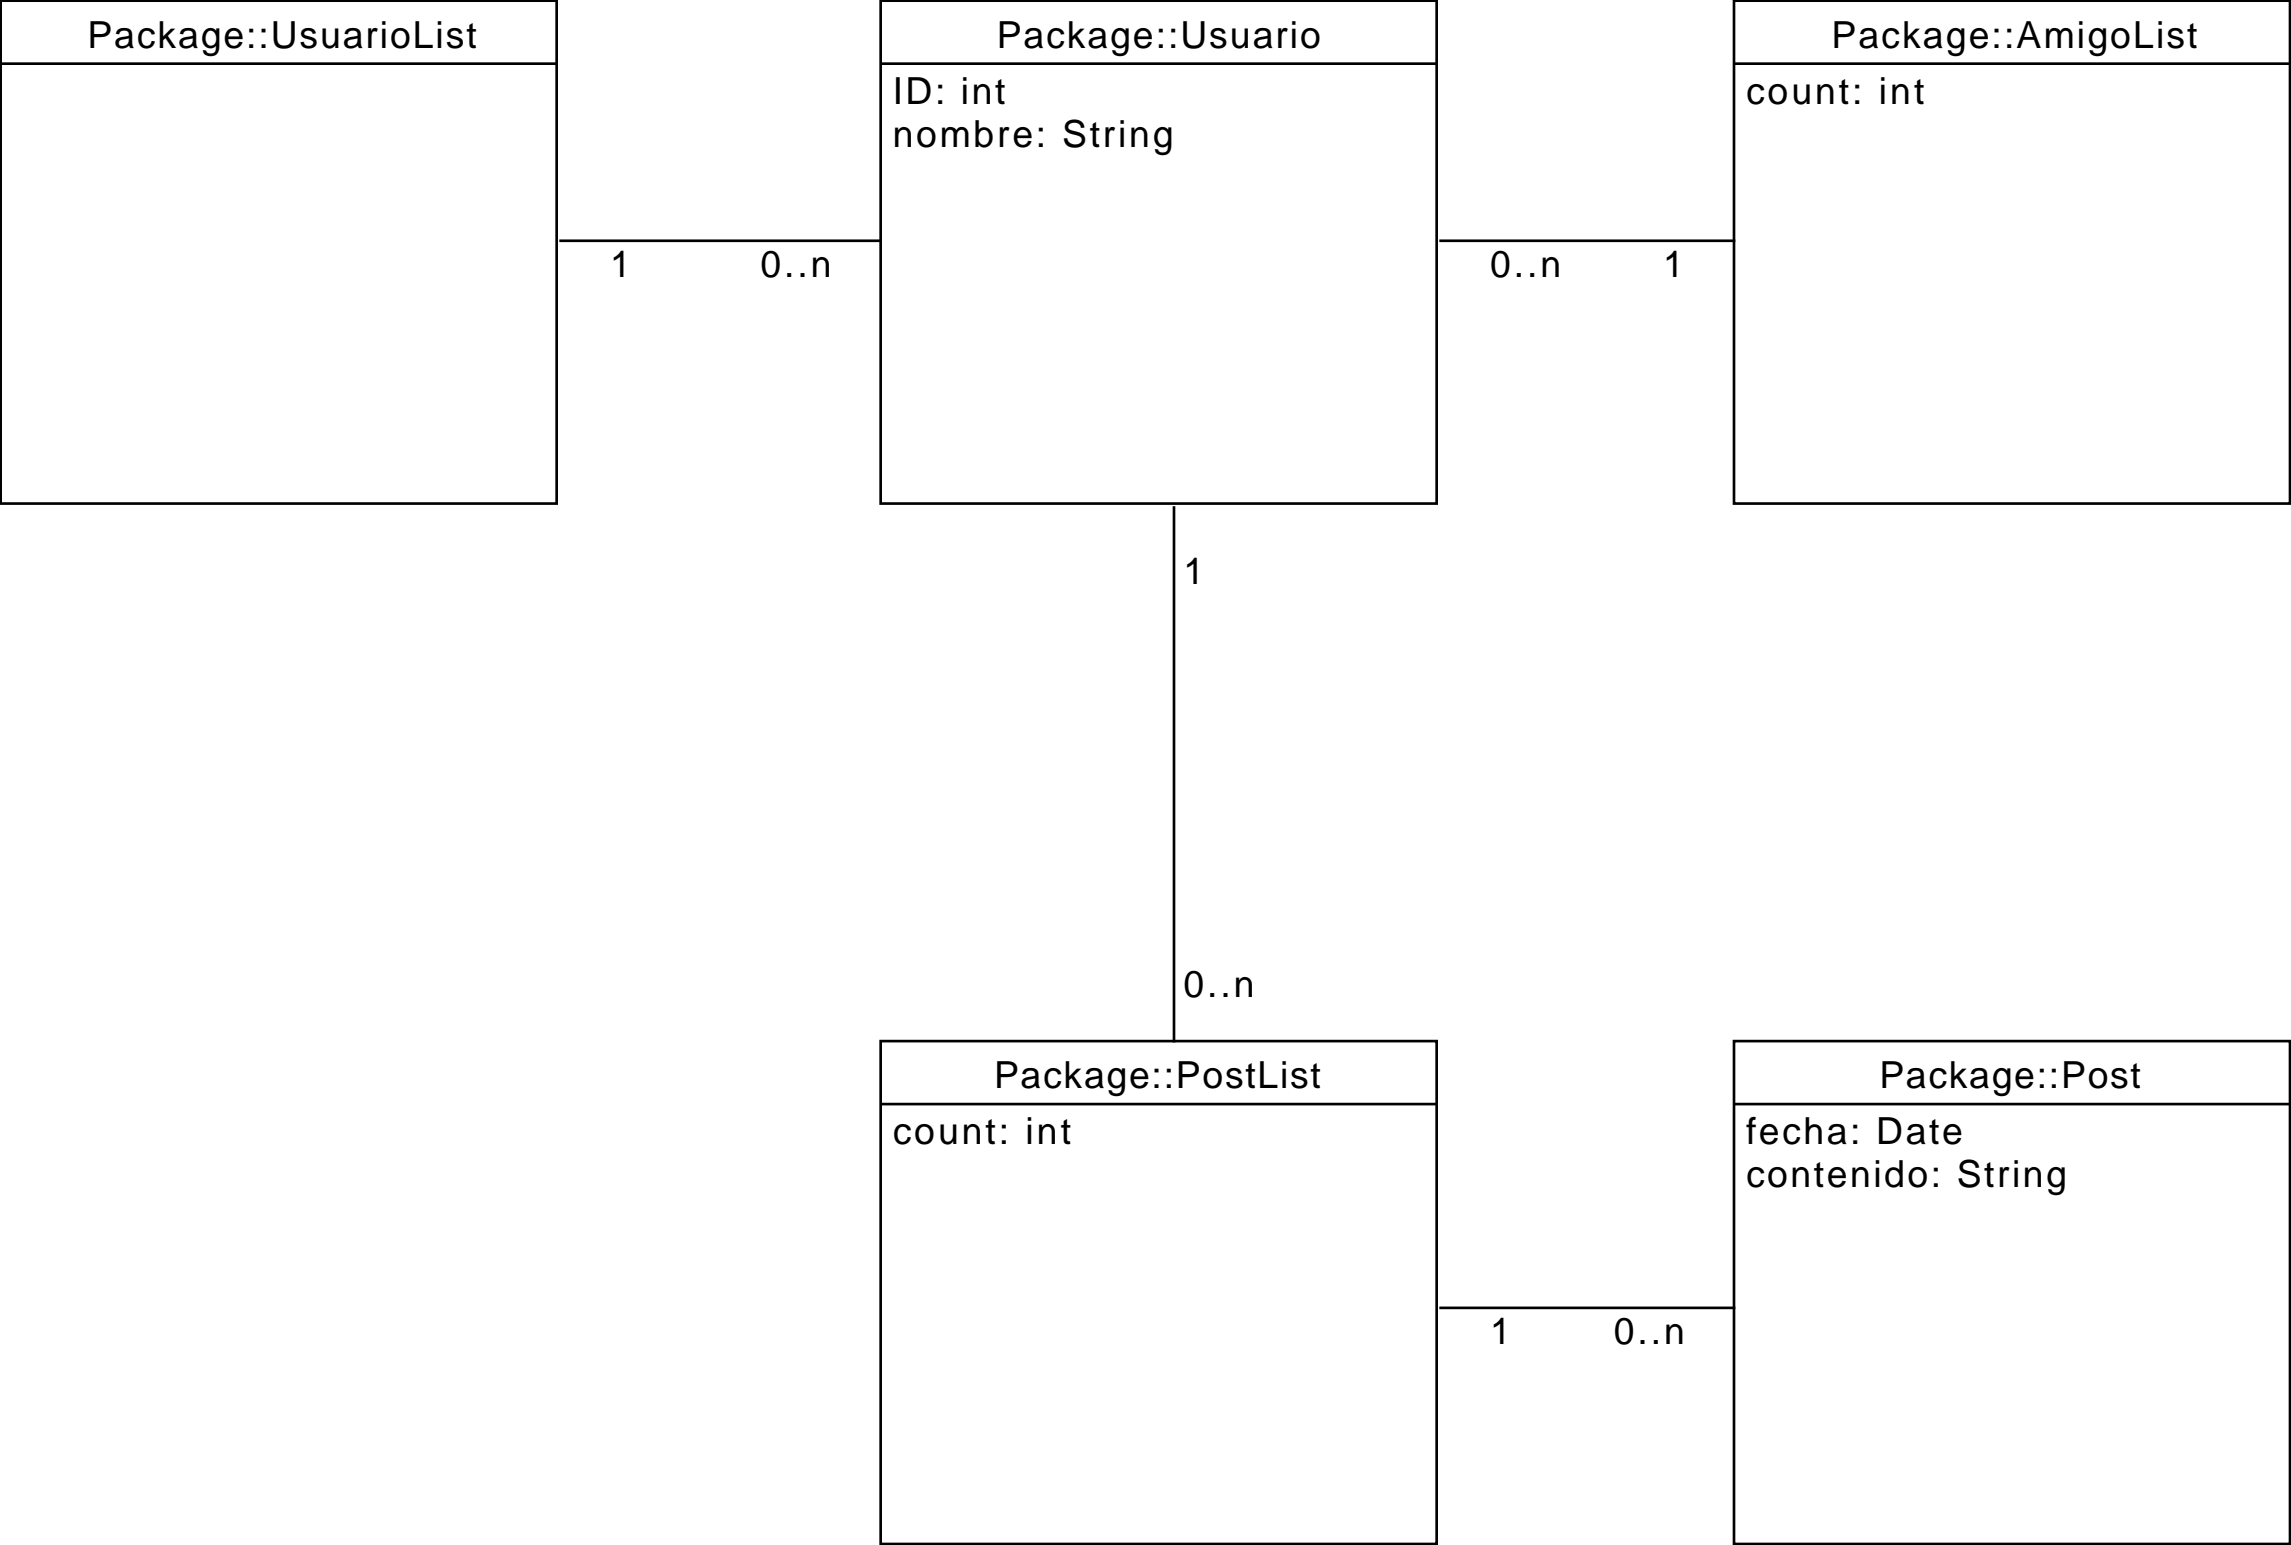 Package::UsuarioList
Package::Usuario
ID: int
nombre: String
Package::AmigoList
count: int
1
0..n
0..n
1
1
0..n
Package::PostList
count: int
Package::Post
fecha: Date
contenido: String
1
0..n